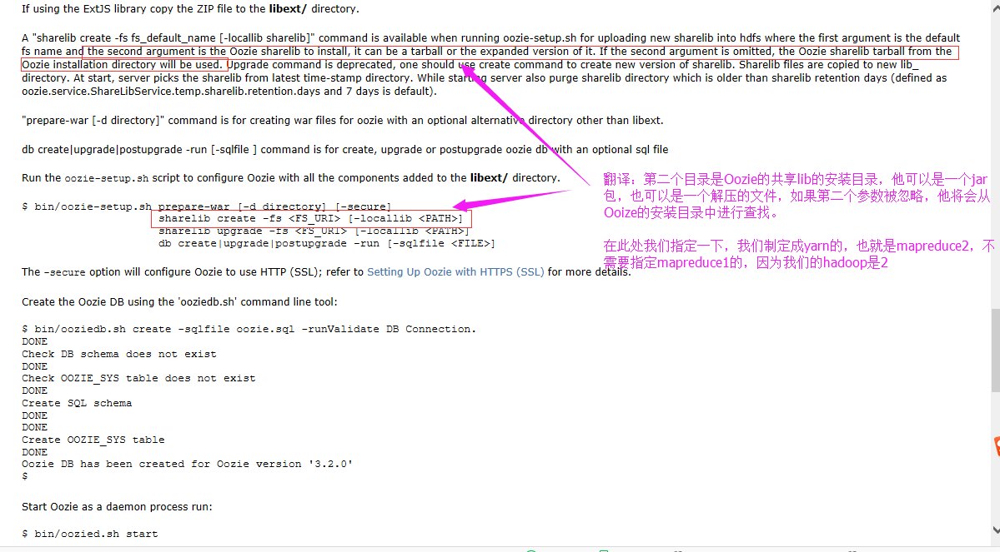 If using the ExtJS library copy the ZIP file to the libext/ directory.
A "sharelib create -fs fs_default_name [-locallib sharelib]" command is available when running oozie-setup.sh for uploading new sharelib into hdfs where the first argument is the default
fs name and the second argument is the Oozie sharelib to install, it can be a tarball or the expanded version of it. If the second argument is omitted, the Oozie sharelib tarball from the
Oozie installation directory will be used. Upgrade command is deprecated, one should use create command to create new version of sharelib. Sharelib files are copied to new lib_
directory. At start, server picks the sharelib from latest time-stamp directory. While starting server also purge sharelib directory which is older than sharelib retention days (defined as
oozie.service.ShareLibService.temp.sharelib.retention.days and 7 days is default).
"prepare-war [-d directory]" command is for creating war files for oozie with an optional alternative directory other than libext.
db create|upgrade|postupgrade -run [-sqlfile ] command is for create, upgrade or postupgrade oozie db with an optional sql file
Run the oozie-setup.sh script to configure Oozie with all the components added to the libext/ directory.
$ bin/oozie-setup.sh prepare-war [-d directory] [-secure]
sharelib create -fs <FS_URI> [-locallib <PATH>]
sharelib upgrade -fs <FS_URI> [-locallib <PATH>]
db create|upgrade|postupgrade -run [-sqlfile <FILE>]
翻译：第二个目录是Oozie的共享lib的安装目录，他可以是一个jar
包，也可以是一个解压的文件，如果第二个参数被忽略，他将会从
Ooize的安装目录中进行查找。
在此处我们指定一下，我们制定成yarn的，也就是mapreduce2，不
需要指定mapreduce1的，因为我们的hadoop是2
The -secure option will configure Oozie to use HTTP (SSL); refer to Setting Up Oozie with HTTPS (SSL) for more details.
Create the Oozie DB using the 'ooziedb.sh' command line tool:
$ bin/ooziedb.sh create -sqlfile oozie.sql -runValidate DB Connection.
DONE
Check DB schema does not exist
DONE
Check OOZIE_SYS table does not exist
DONE
Create SQL schema
DONE
DONE
Create OOZIE_SYS table
DONE
Oozie DB has been created for Oozie version '3.2.0'
$
Start Oozie as a daemon process run:
$ bin/oozied.sh start